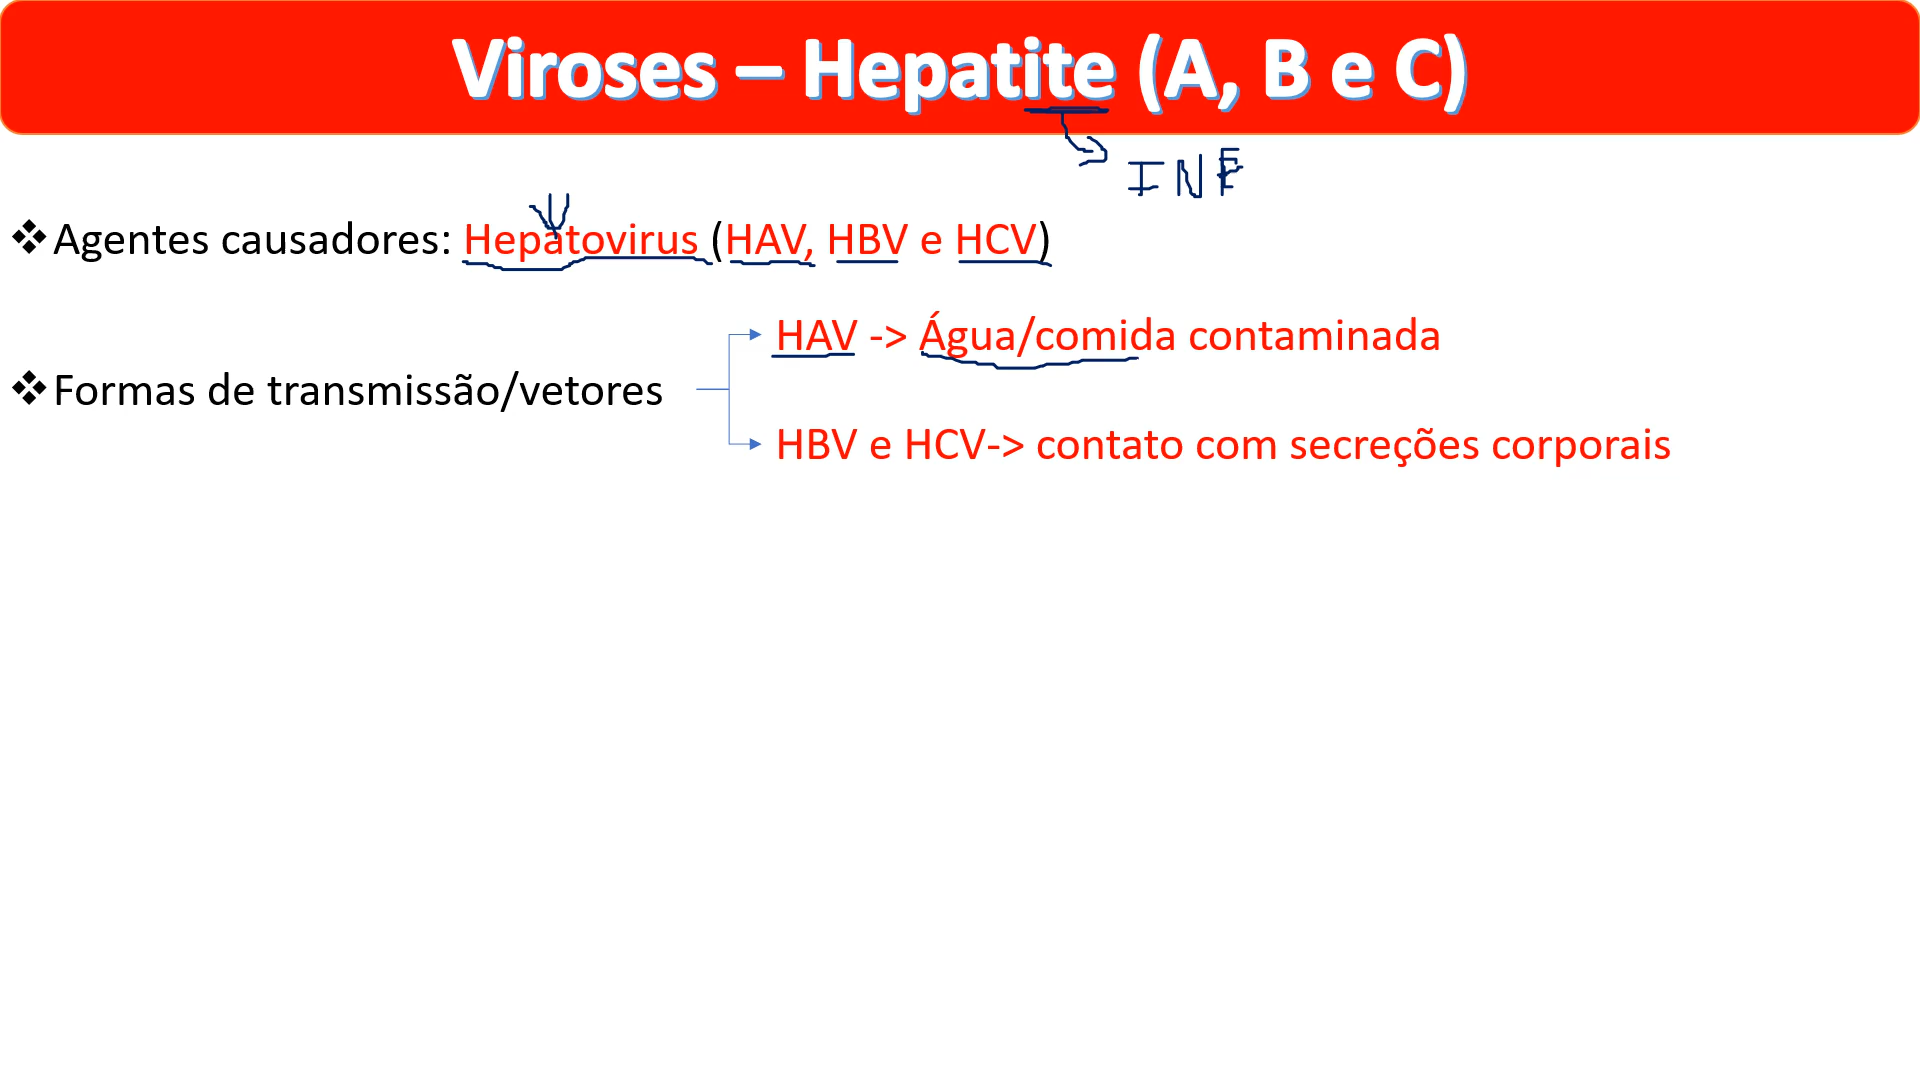 Viroses – Hepatite (A, B e C)
INF
❖Agentes causadores: Hepatovirus (HAV, HBV e HCV)
HAV -> Água/comida contaminada
❖Formas de transmissão/vetores
HBV e HCV-> contato com secreções corporais